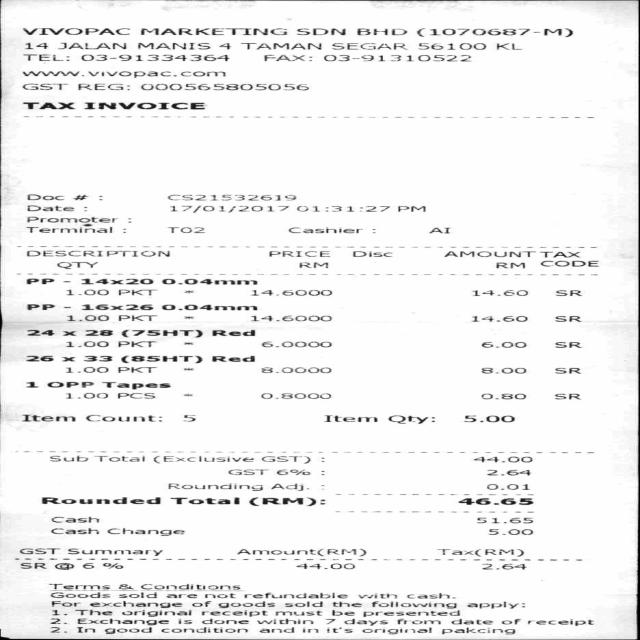 VIVOPAC MARKETING SDN BHD (1070687-M)
14 JALAN MANIS 4 TAMAN SEGAR 56100 KL
TEL: 03-91334364 FAX: 03-91310522
www.vivopac.com
GST REG: 000565805056
TAX INVOICE
Doc # : CS21532619
Date : 17/01/2017 01:31:27 PM
Promoter :
Terminal : T02 Cashier : AI
DESCRIPTION PRICE Disc AMOUNT TAX
QTY RM RM CODE
PP - 14x20 0.04mm
1.00 PKT * 14.6000 14.60 SR
PP - 16x26 0.04mm
1.00 PKT * 14.6000 14.60 SR
24 x 28 (75HT) Red
1.00 PKT * 6.0000 6.00 SR
26 x 33 (85HT) Red
1.00 PKT * 8.0000 8.00 SR
1 OPP Tapes
1.00 PCS * 0.8000 0.80 SR
Item Count: 5 Item Qty: 5.00
Sub Total (Exclusive GST) : 44.00
GST 6% : 2.64
Rounding Adj. : 0.01
Rounded Total (RM): 46.65
Cash 51.65
Cash Change 5.00
GST Summary Amount(RM) Tax(RM)
SR @ 6 % 44.00 2.64
Terms & Conditions
Goods sold are not refundable with cash.
For exchange of goods sold the following apply:
1. The original receipt must be presented
2. Exchange is done within 7 days from date of receipt
2. In good condition and in it's original pakcing